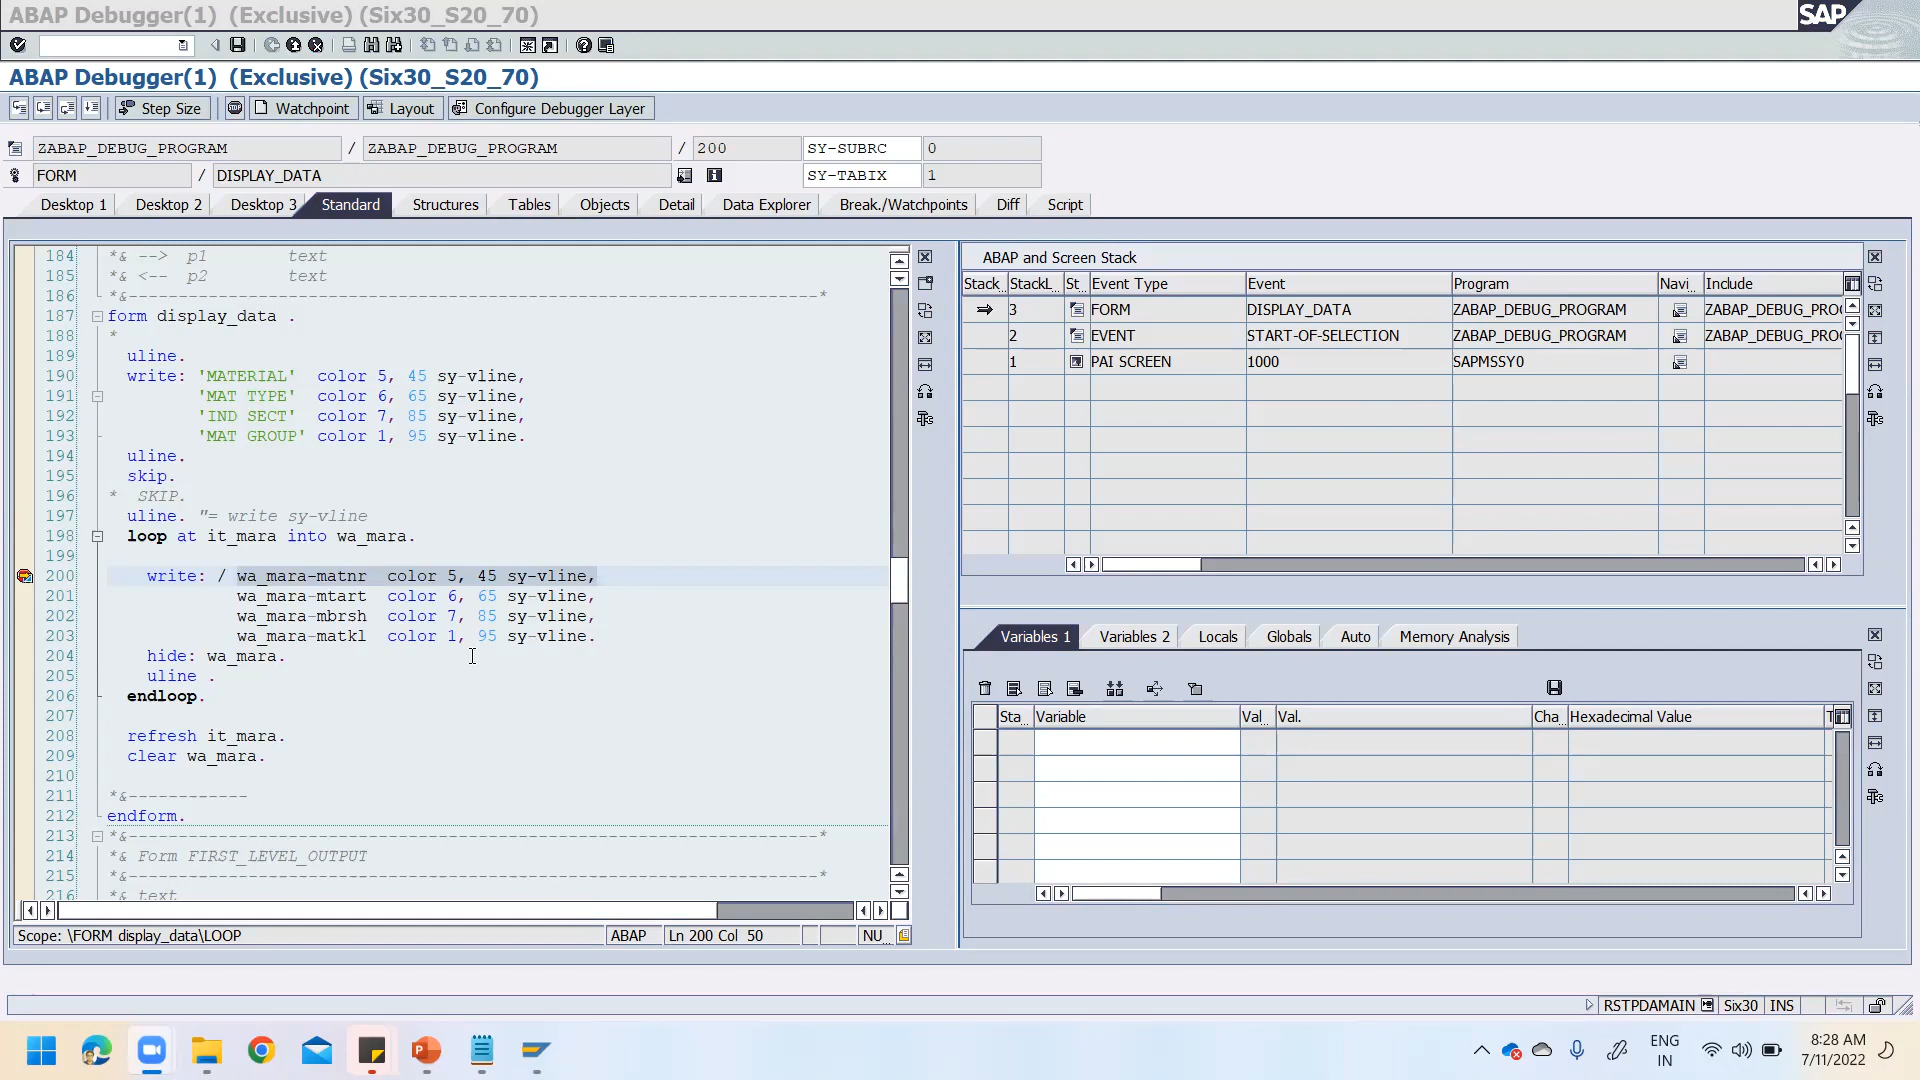 ABAP Debugger(1) (Exclusive) (Six30_S20_70)
SAP
ABAP Debugger(1) (Exclusive) (Six30_S20_70)
Step Size Watchpoint Layout Configure Debugger Layer
ZABAP_DEBUG_PROGRAM / ZABAP_DEBUG_PROGRAM / 200 SY-SUBRC 0
FORM / DISPLAY_DATA SY-TABIX 1
Desktop 1 Desktop 2 Desktop 3 Standard Structures Tables Objects Detail Data Explorer Break./Watchpoints Diff Script
184 *& --> p1 text
185 *& <-- p2 text
186 *&---------------------------------------------------------------------*
187 form display_data .
188 *
189 uline.
190 write: 'MATERIAL' color 5, 45 sy-vline,
191 'MAT TYPE' color 6, 65 sy-vline,
192 'IND SECT' color 7, 85 sy-vline,
193 'MAT GROUP' color 1, 95 sy-vline.
194 uline.
195 skip.
196 * SKIP.
197 uline. "= write sy-vline
198 loop at it_mara into wa_mara.
199
200 write: / wa_mara-matnr color 5, 45 sy-vline,
201 wa_mara-mtart color 6, 65 sy-vline,
202 wa_mara-mbrsh color 7, 85 sy-vline,
203 wa_mara-matkl color 1, 95 sy-vline.
204 hide: wa_mara.
205 uline .
206 endloop.
207
208 refresh it_mara.
209 clear wa_mara.
210
211 *&------------
212 endform.
213 *&---------------------------------------------------------------------*
214 *& Form FIRST_LEVEL_OUTPUT
215 *&---------------------------------------------------------------------*
216 *& text
Scope: \FORM display_data\LOOP ABAP Ln 200 Col 50 NU...
ABAP and Screen Stack
Stack... StackL... St... Event Type Event Program Navi... Include
3 FORM DISPLAY_DATA ZABAP_DEBUG_PROGRAM ZABAP_DEBUG_PRO
2 EVENT START-OF-SELECTION ZABAP_DEBUG_PROGRAM ZABAP_DEBUG_PRO
1 PAI SCREEN 1000 SAPMSSY0
Variables 1 Variables 2 Locals Globals Auto Memory Analysis
Sta... Variable Val... Val. Cha... Hexadecimal Value T
RSTPDAMAIN Six30 INS
ENG
IN
8:28 AM
7/11/2022